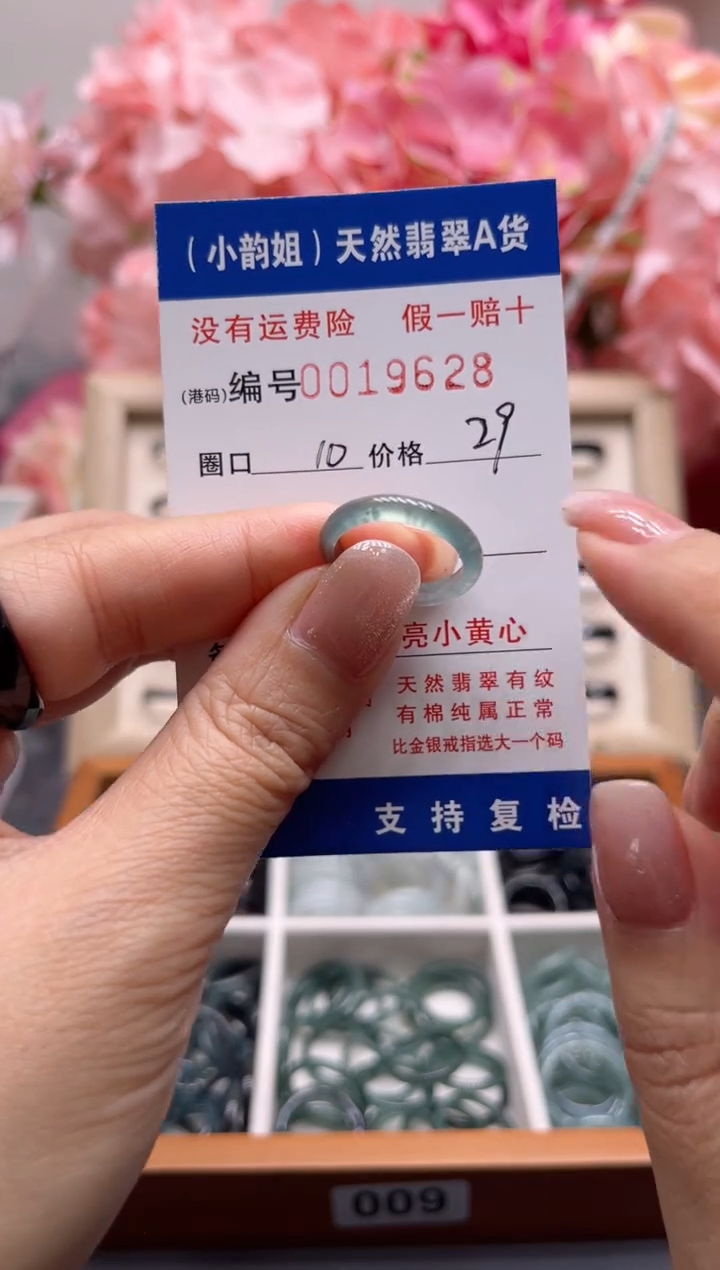 （小韵姐）天然翡翠A货
没有运费险 假一赔十
(港码)编号0019628
圈口 10 价格 29
亮小黄心
天然翡翠有纹
有棉纯属正常
比金银戒指选大一个码
支持复检
009